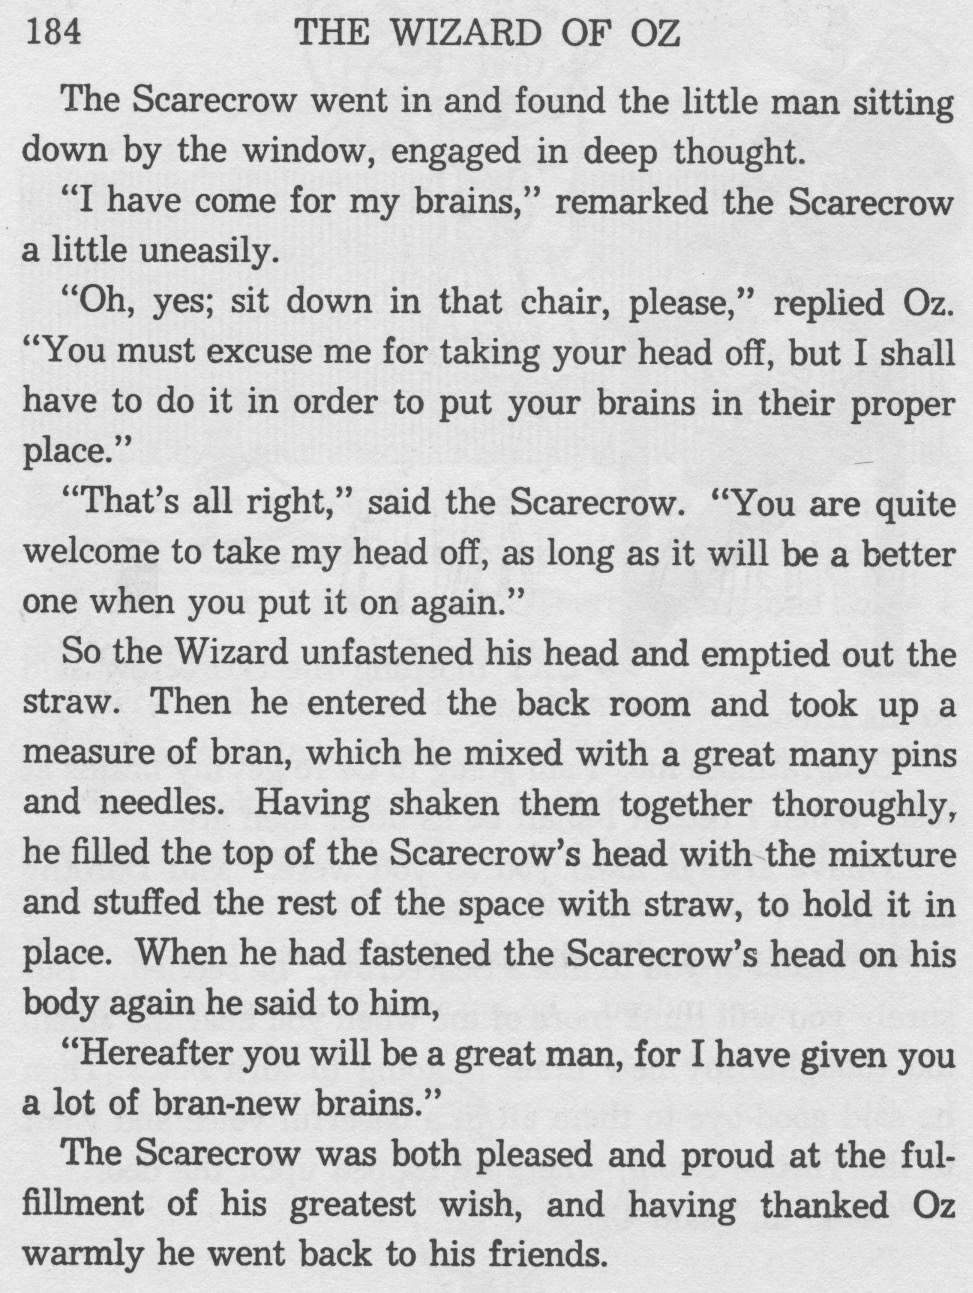 184 THE WIZARD OF OZ
The Scarecrow went in and found the little man sitting
down by the window, engaged in deep thought.
“I have come for my brains,” remarked the Scarecrow
a little uneasily.
“Oh, yes; sit down in that chair, please,” replied Oz.
“You must excuse me for taking your head off, but I shall
have to do it in order to put your brains in their proper
place.”
“That’s all right,” said the Scarecrow. “You are quite
welcome to take my head off, as long as it will be a better
one when you put it on again.”
So the Wizard unfastened his head and emptied out the
straw. Then he entered the back room and took up a
measure of bran, which he mixed with a great many pins
and needles. Having shaken them together thoroughly,
he filled the top of the Scarecrow’s head with the mixture
and stuffed the rest of the space with straw, to hold it in
place. When he had fastened the Scarecrow’s head on his
body again he said to him,
“Hereafter you will be a great man, for I have given you
a lot of bran-new brains.”
The Scarecrow was both pleased and proud at the ful-
fillment of his greatest wish, and having thanked Oz
warmly he went back to his friends.